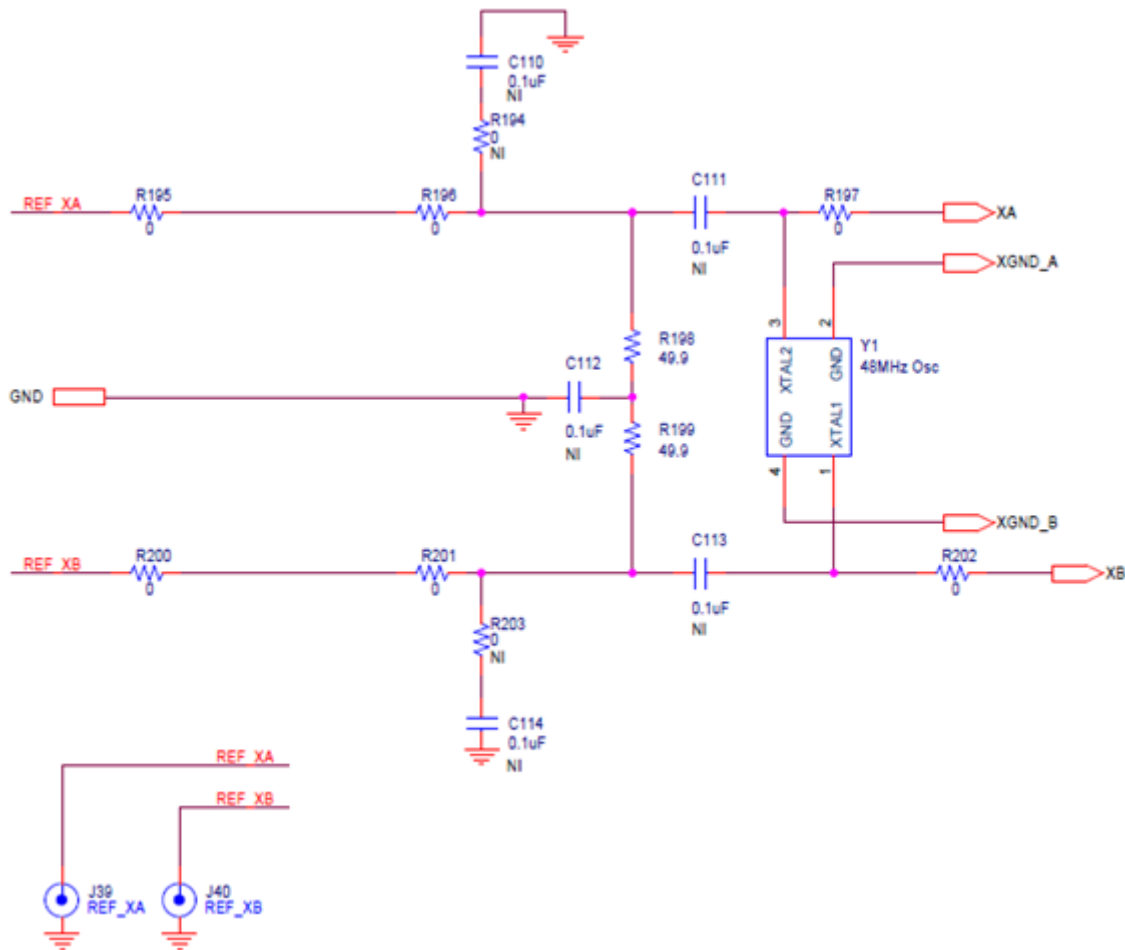 C110
0.1uF
NI
R194
0
NI
REF_XA
R195
0
R196
0
C111
0.1uF
NI
R197
0
XA
XGND_A
3
2
XTAL2
GND
GND
XTAL1
4
1
Y1
48MHz Osc
R198
49.9
C112
0.1uF
NI
GND
R199
49.9
XGND_B
C113
0.1uF
NI
REF_XB
R200
0
R201
0
R202
0
XB
R203
0
NI
C114
0.1uF
NI
REF_XA
REF_XB
J39
REF_XA
J40
REF_XB